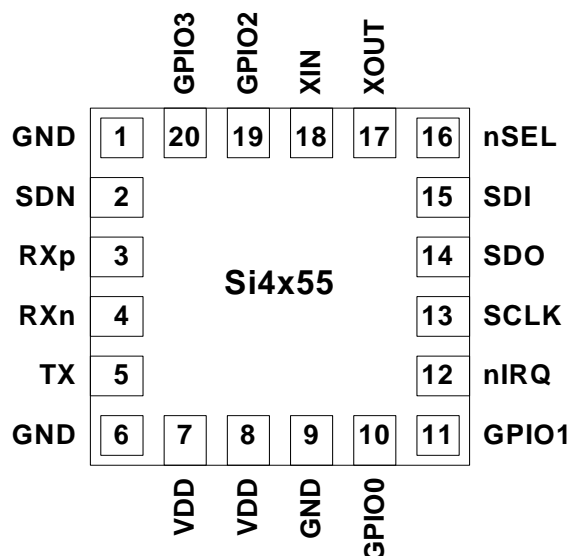 GPIO3 GPIO2 XIN XOUT
GND 1 20 19 18 17 16 nSEL
SDN 2 15 SDI
RXp 3 14 SDO
Si4x55
RXn 4 13 SCLK
TX 5 12 nIRQ
GND 6 7 8 9 10 11 GPIO1
VDD VDD GND GPIO0